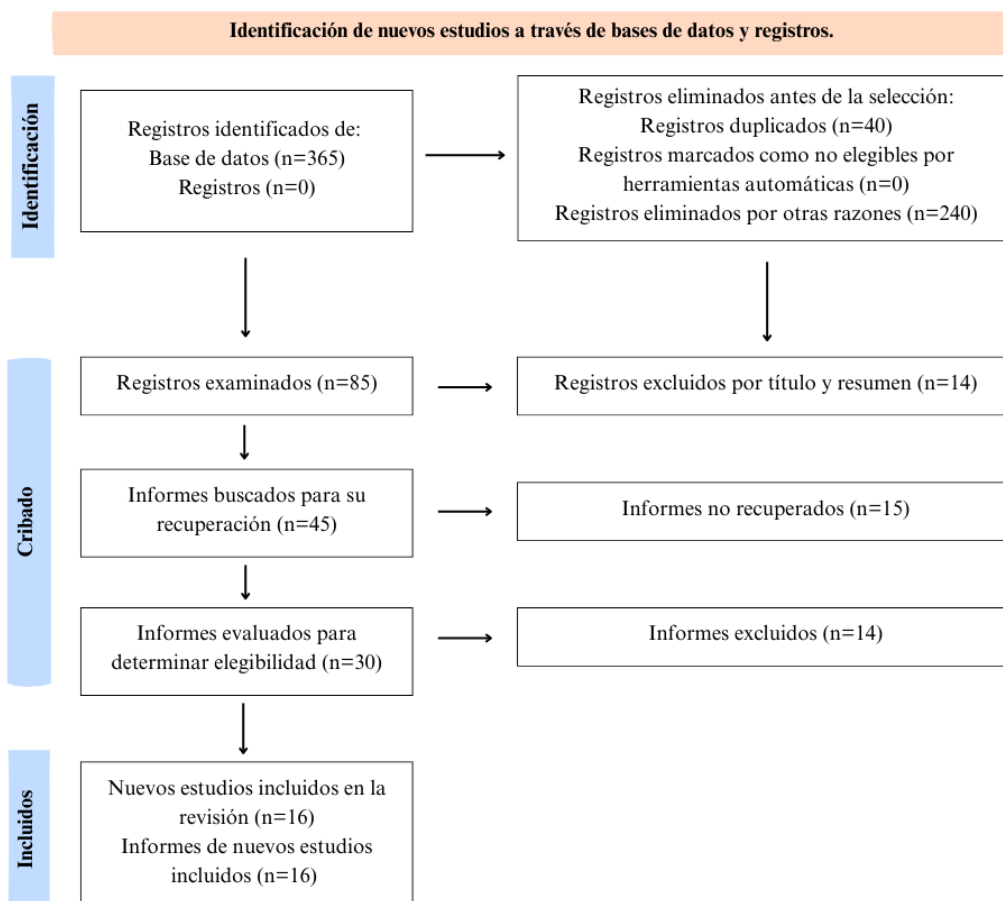 Identificación de nuevos estudios a través de bases de datos y registros.
Identificación
Registros identificados de:
Base de datos (n=365)
Registros (n=0)
Registros eliminados antes de la selección:
Registros duplicados (n=40)
Registros marcados como no elegibles por
herramientas automáticas (n=0)
Registros eliminados por otras razones (n=240)
Cribado
Registros examinados (n=85)
Registros excluidos por título y resumen (n=14)
Informes buscados para su
recuperación (n=45)
Informes no recuperados (n=15)
Informes evaluados para
determinar elegibilidad (n=30)
Informes excluidos (n=14)
Incluidos
Nuevos estudios incluidos en la
revisión (n=16)
Informes de nuevos estudios
incluidos (n=16)